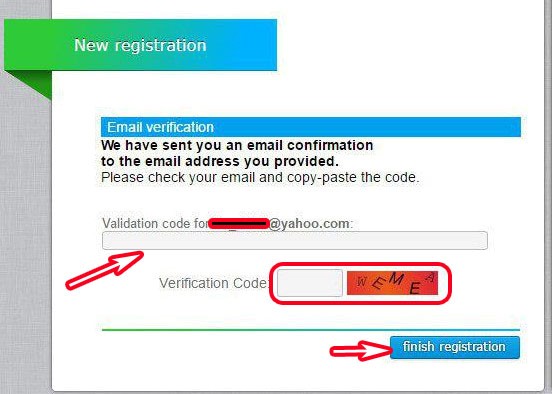 New registration
Email verification
We have sent you an email confirmation
to the email address you provided.
Please check your email and copy-paste the code.
Validation code for @yahoo.com:
Verification Code: WEMEA
finish registration